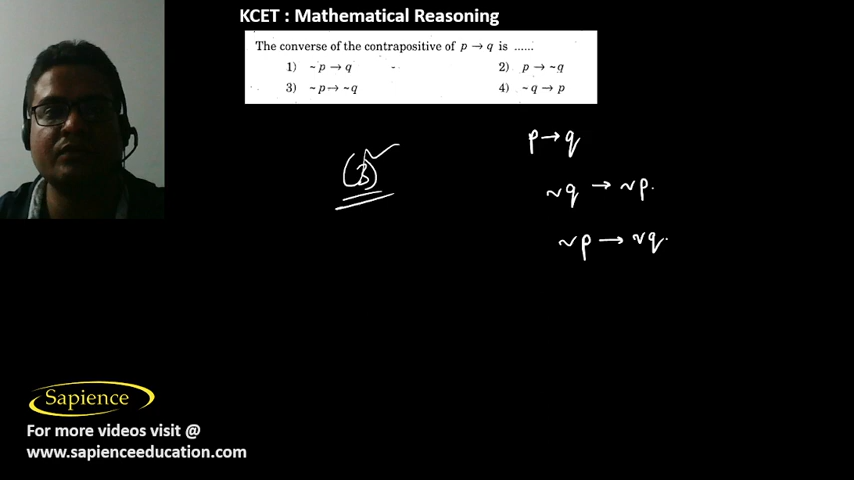 KCET : Mathematical Reasoning
The converse of the contrapositive of p → q is ......
1) ~ p → q 2) p → ~q
3) ~ p → ~q 4) ~ q → p
p → q
(3)
~q → ~p.
~p → ~q.
Sapience
For more videos visit @
www.sapienceeducation.com